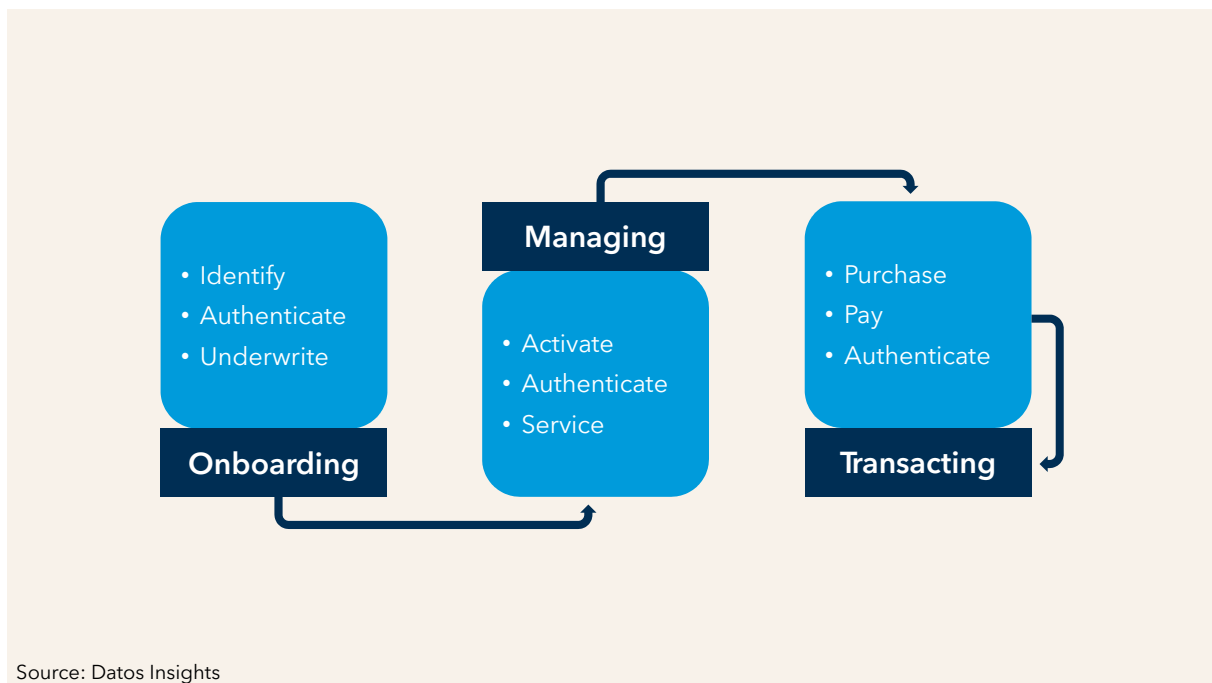 • Identify
• Authenticate
• Underwrite
Onboarding
Managing
• Activate
• Authenticate
• Service
• Purchase
• Pay
• Authenticate
Transacting
Source: Datos Insights